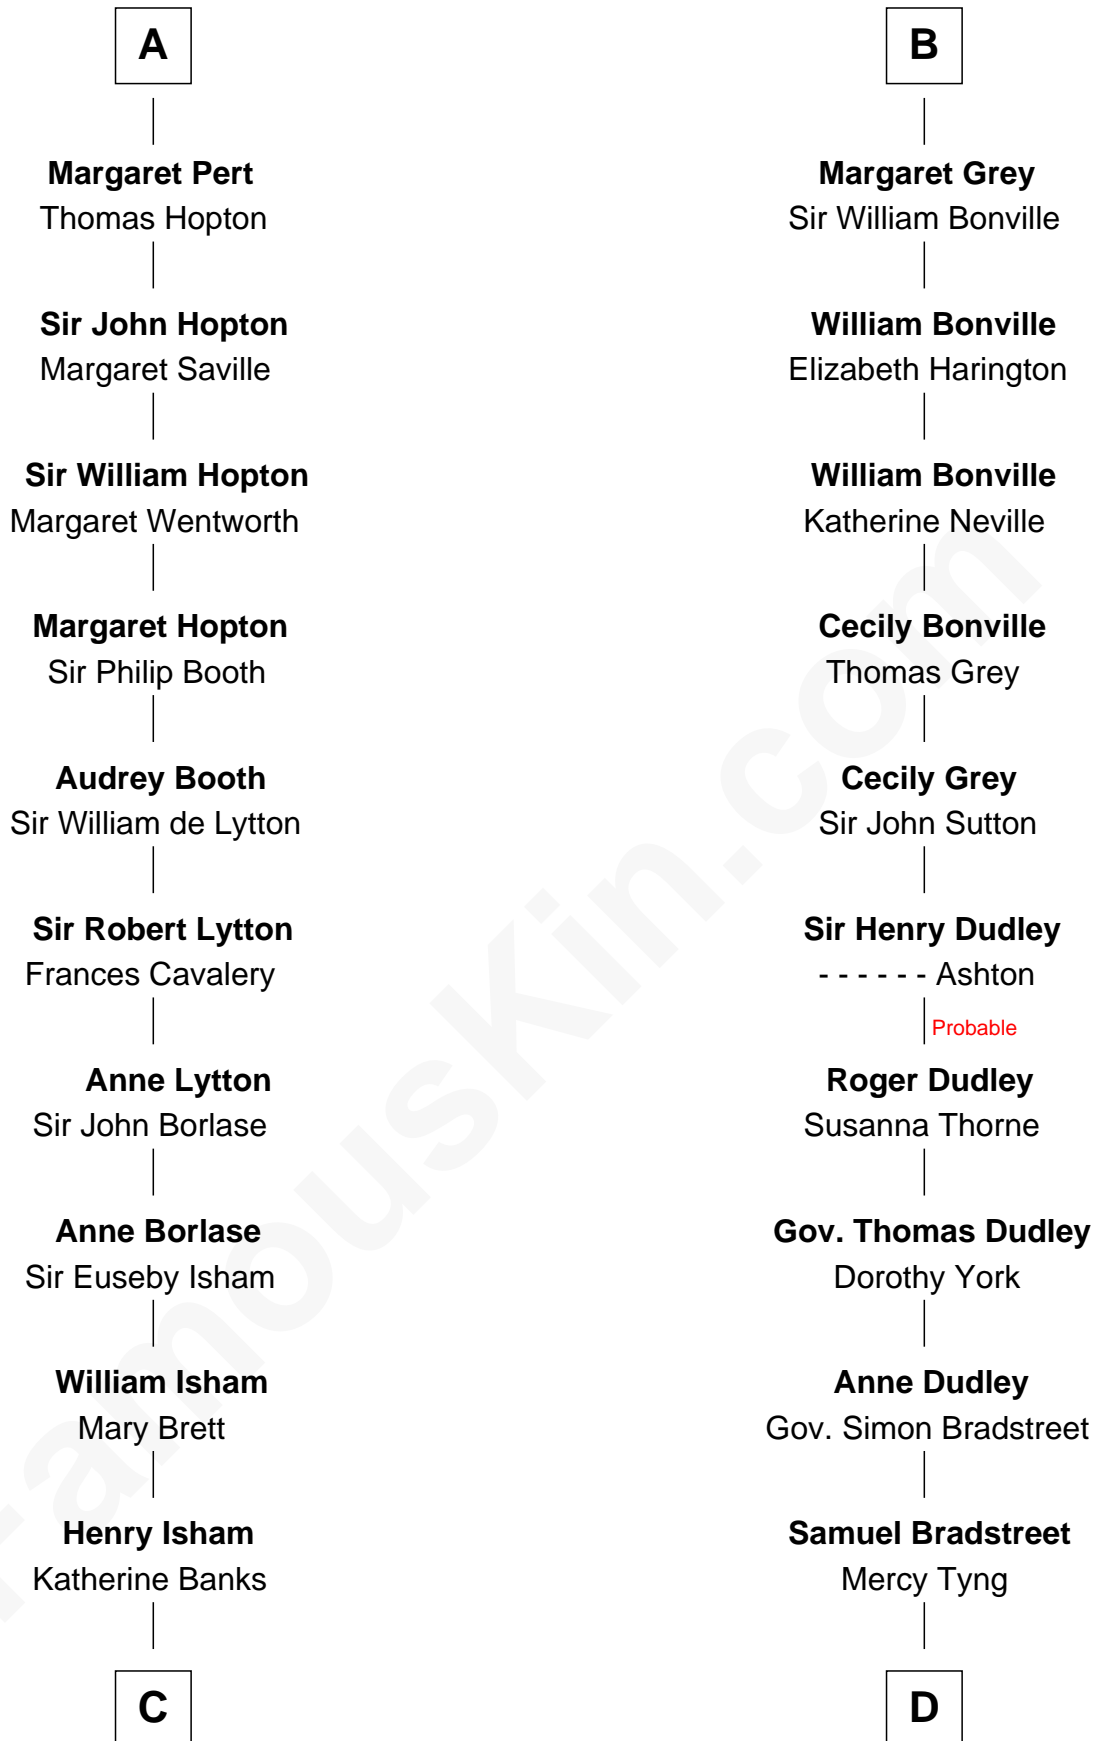 A
Margaret Pert
Thomas Hopton
Sir John Hopton
Margaret Saville
Sir William Hopton
Margaret Wentworth
Margaret Hopton
Sir Philip Booth
Audrey Booth
Sir William de Lytton
Sir Robert Lytton
Frances Cavalery
Anne Lytton
Sir John Borlase
Anne Borlase
Sir Euseby Isham
William Isham
Mary Brett
Henry Isham
Katherine Banks
C
B
Margaret Grey
Sir William Bonville
William Bonville
Elizabeth Harington
William Bonville
Katherine Neville
Cecily Bonville
Thomas Grey
Cecily Grey
Sir John Sutton
Sir Henry Dudley
- - - - - - Ashton
Probable
Roger Dudley
Susanna Thorne
Gov. Thomas Dudley
Dorothy York
Anne Dudley
Gov. Simon Bradstreet
Samuel Bradstreet
Mercy Tyng
D
FamousKin.com